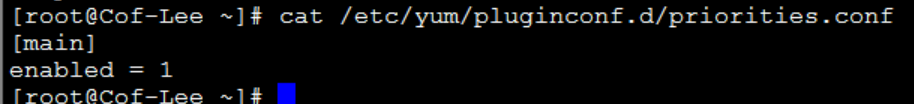 [root@Cof-Lee ~]# cat /etc/yum/pluginconf.d/priorities.conf
[main]
enabled = 1
[root@Cof-Lee ~]#